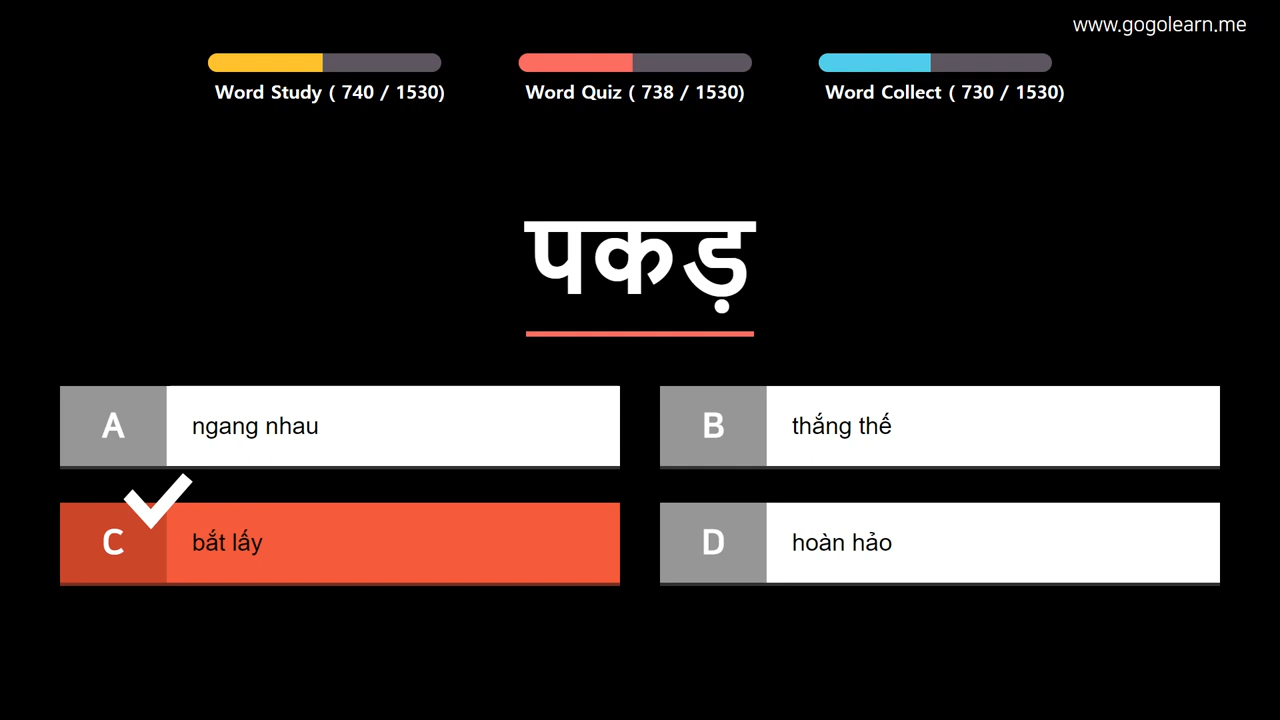 www.gogolearn.me
Word Study ( 740 / 1530)
Word Quiz ( 738 / 1530)
Word Collect ( 730 / 1530)
पकड़
A
ngang nhau
B
thắng thế
C
bắt lấy
D
hoàn hảo